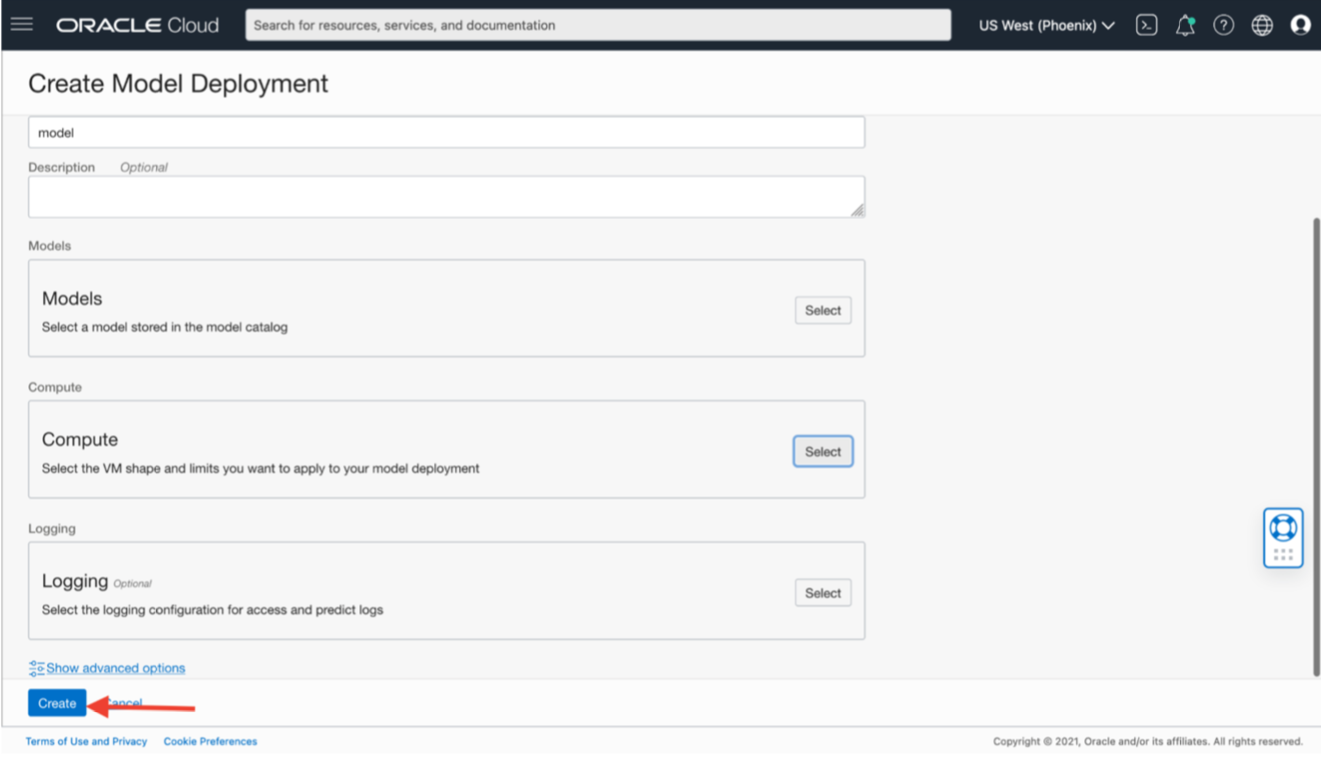 ORACLE Cloud Search for resources, services, and documentation US West (Phoenix)
Create Model Deployment
model
Description Optional
Models
Models
Select a model stored in the model catalog
Select
Compute
Compute
Select the VM shape and limits you want to apply to your model deployment
Select
Logging
Logging Optional
Select the logging configuration for access and predict logs
Select
Show advanced options
Create Cancel
Terms of Use and Privacy Cookie Preferences Copyright © 2021, Oracle and/or its affiliates. All rights reserved.